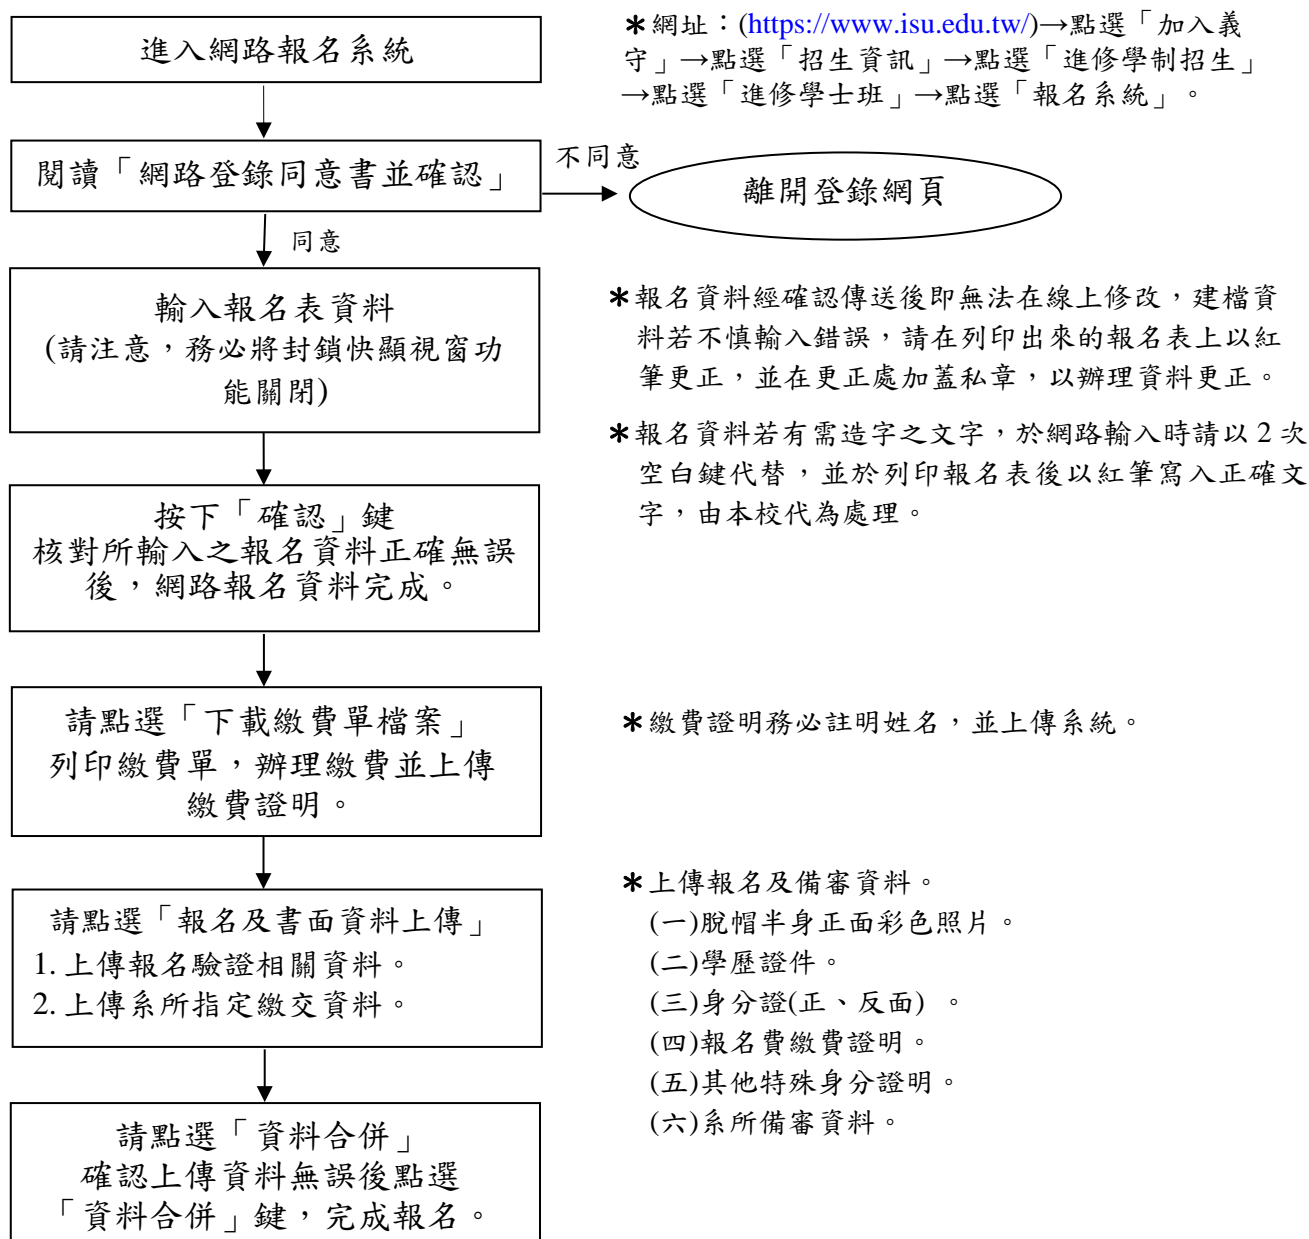 進入網路報名系統
＊網址：(https://www.isu.edu.tw/)→點選「加入義
守」→點選「招生資訊」→點選「進修學制招生」
→點選「進修學士班」→點選「報名系統」。
閱讀「網路登錄同意書並確認」
不同意
離開登錄網頁
同意
輸入報名表資料
(請注意，務必將封鎖快顯視窗功
能關閉)
＊報名資料經確認傳送後即無法在線上修改，建檔資
料若不慎輸入錯誤，請在列印出來的報名表上以紅
筆更正，並在更正處加蓋私章，以辦理資料更正。
＊報名資料若有需造字之文字，於網路輸入時請以 2 次
空白鍵代替，並於列印報名表後以紅筆寫入正確文
字，由本校代為處理。
按下「確認」鍵
核對所輸入之報名資料正確無誤
後，網路報名資料完成。
請點選「下載繳費單檔案」
列印繳費單，辦理繳費並上傳
繳費證明。
＊繳費證明務必註明姓名，並上傳系統。
請點選「報名及書面資料上傳」
1. 上傳報名驗證相關資料。
2. 上傳系所指定繳交資料。
＊上傳報名及備審資料。
(一)脫帽半身正面彩色照片。
(二)學歷證件。
(三)身分證(正、反面) 。
(四)報名費繳費證明。
(五)其他特殊身分證明。
(六)系所備審資料。
請點選「資料合併」
確認上傳資料無誤後點選
「資料合併」鍵，完成報名。